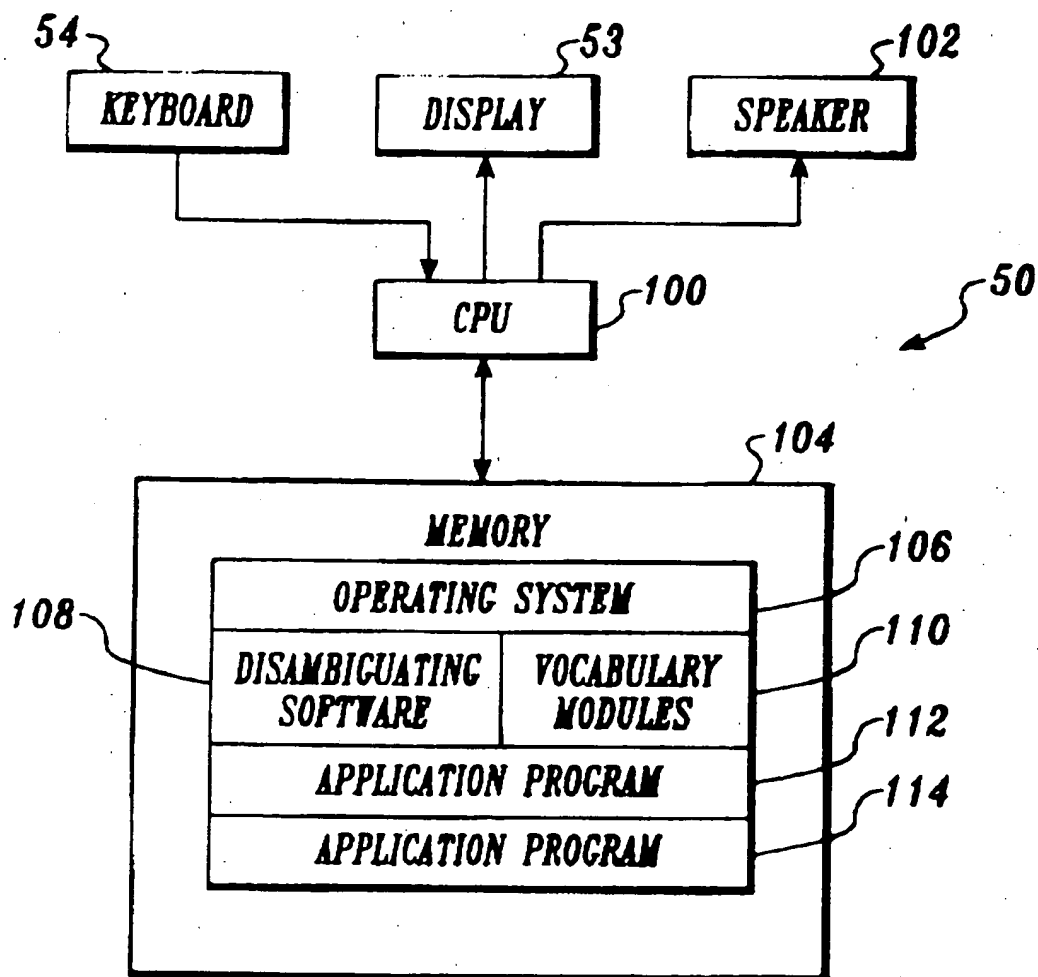 54
53
102
KEYBOARD
DISPLAY
SPEAKER
CPU
100
50
104
MEMORY
106
OPERATING SYSTEM
108
110
DISAMBIGUATING
SOFTWARE
VOCABULARY
MODULES
112
APPLICATION PROGRAM
114
APPLICATION PROGRAM